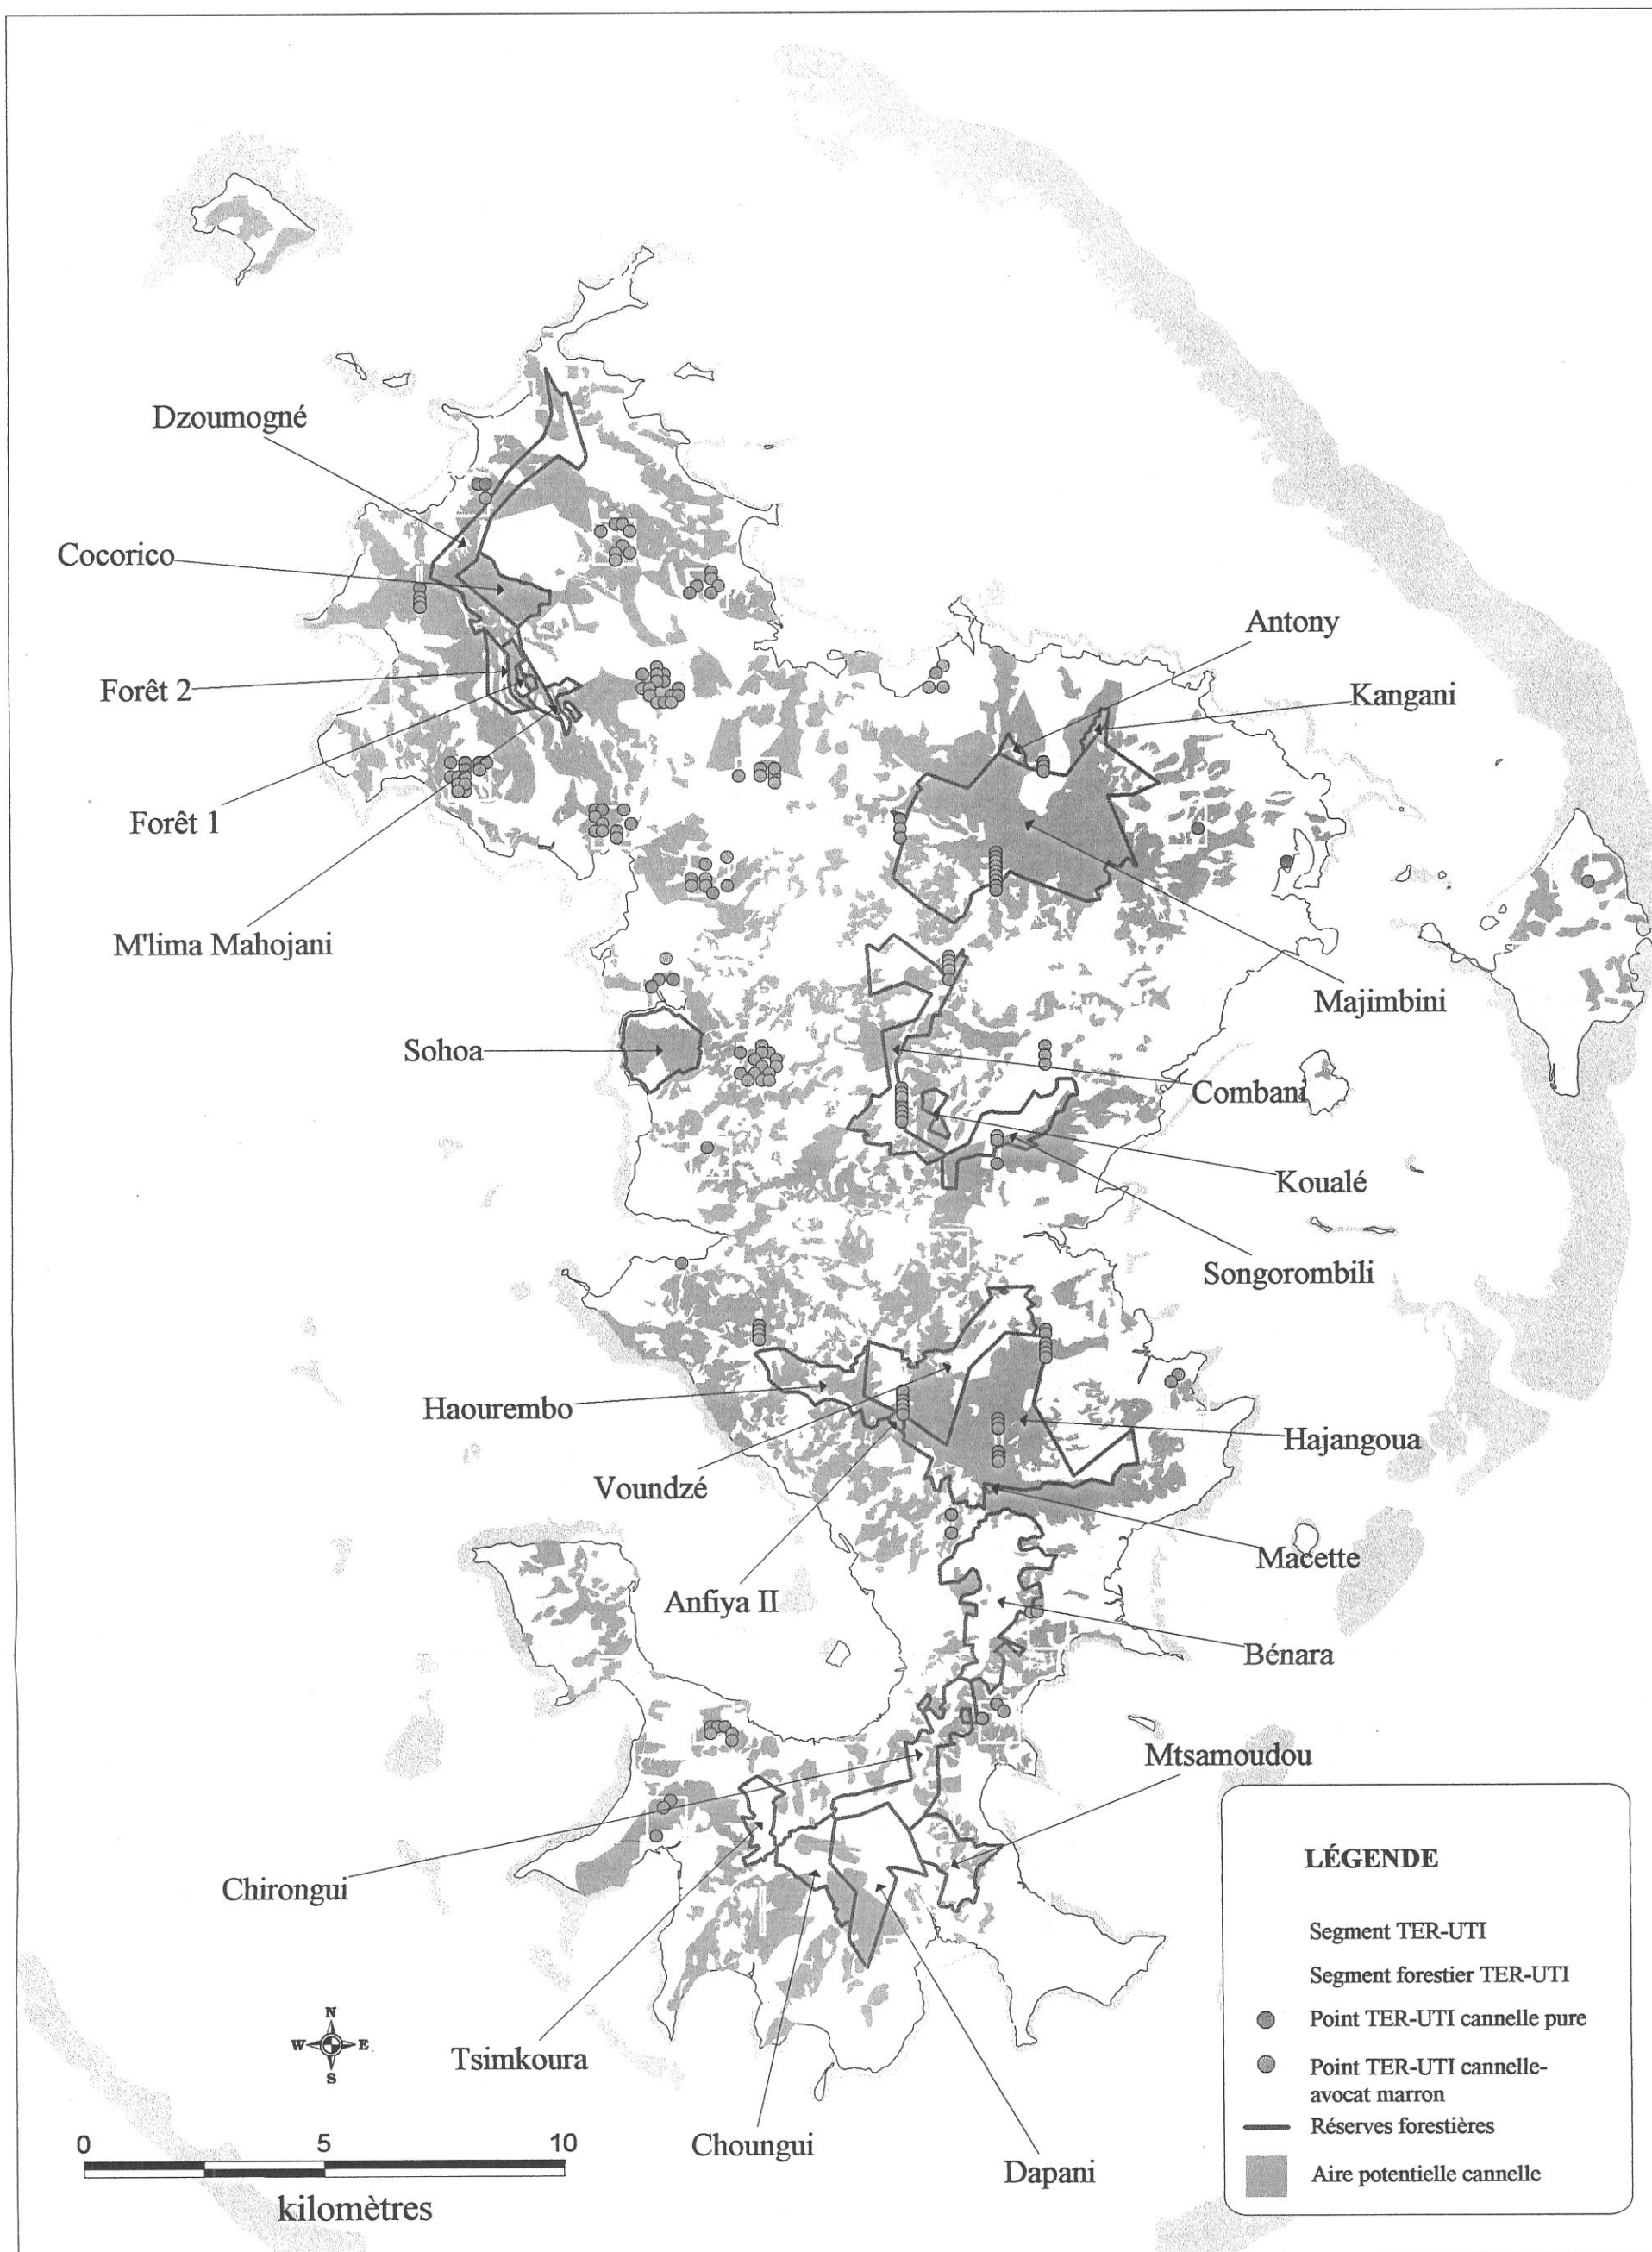 Dzoumogné
Cocorico
Antony
Forêt 2
Kangani
Forêt 1
M'lima Mahojani
Majimbini
Sohoa
Combani
Koualé
Songorombili
Haourembo
Hajangoua
Voundzé
Macette
Anfiya II
Bénara
Mtsamoudou
Chirongui
Tsimkoura
Choungui
Dapani
N
W E
S
0 5 10
kilomètres
LÉGENDE
Segment TER-UTI
Segment forestier TER-UTI
Point TER-UTI cannelle pure
Point TER-UTI cannelle-
avocat marron
Réserves forestières
Aire potentielle cannelle